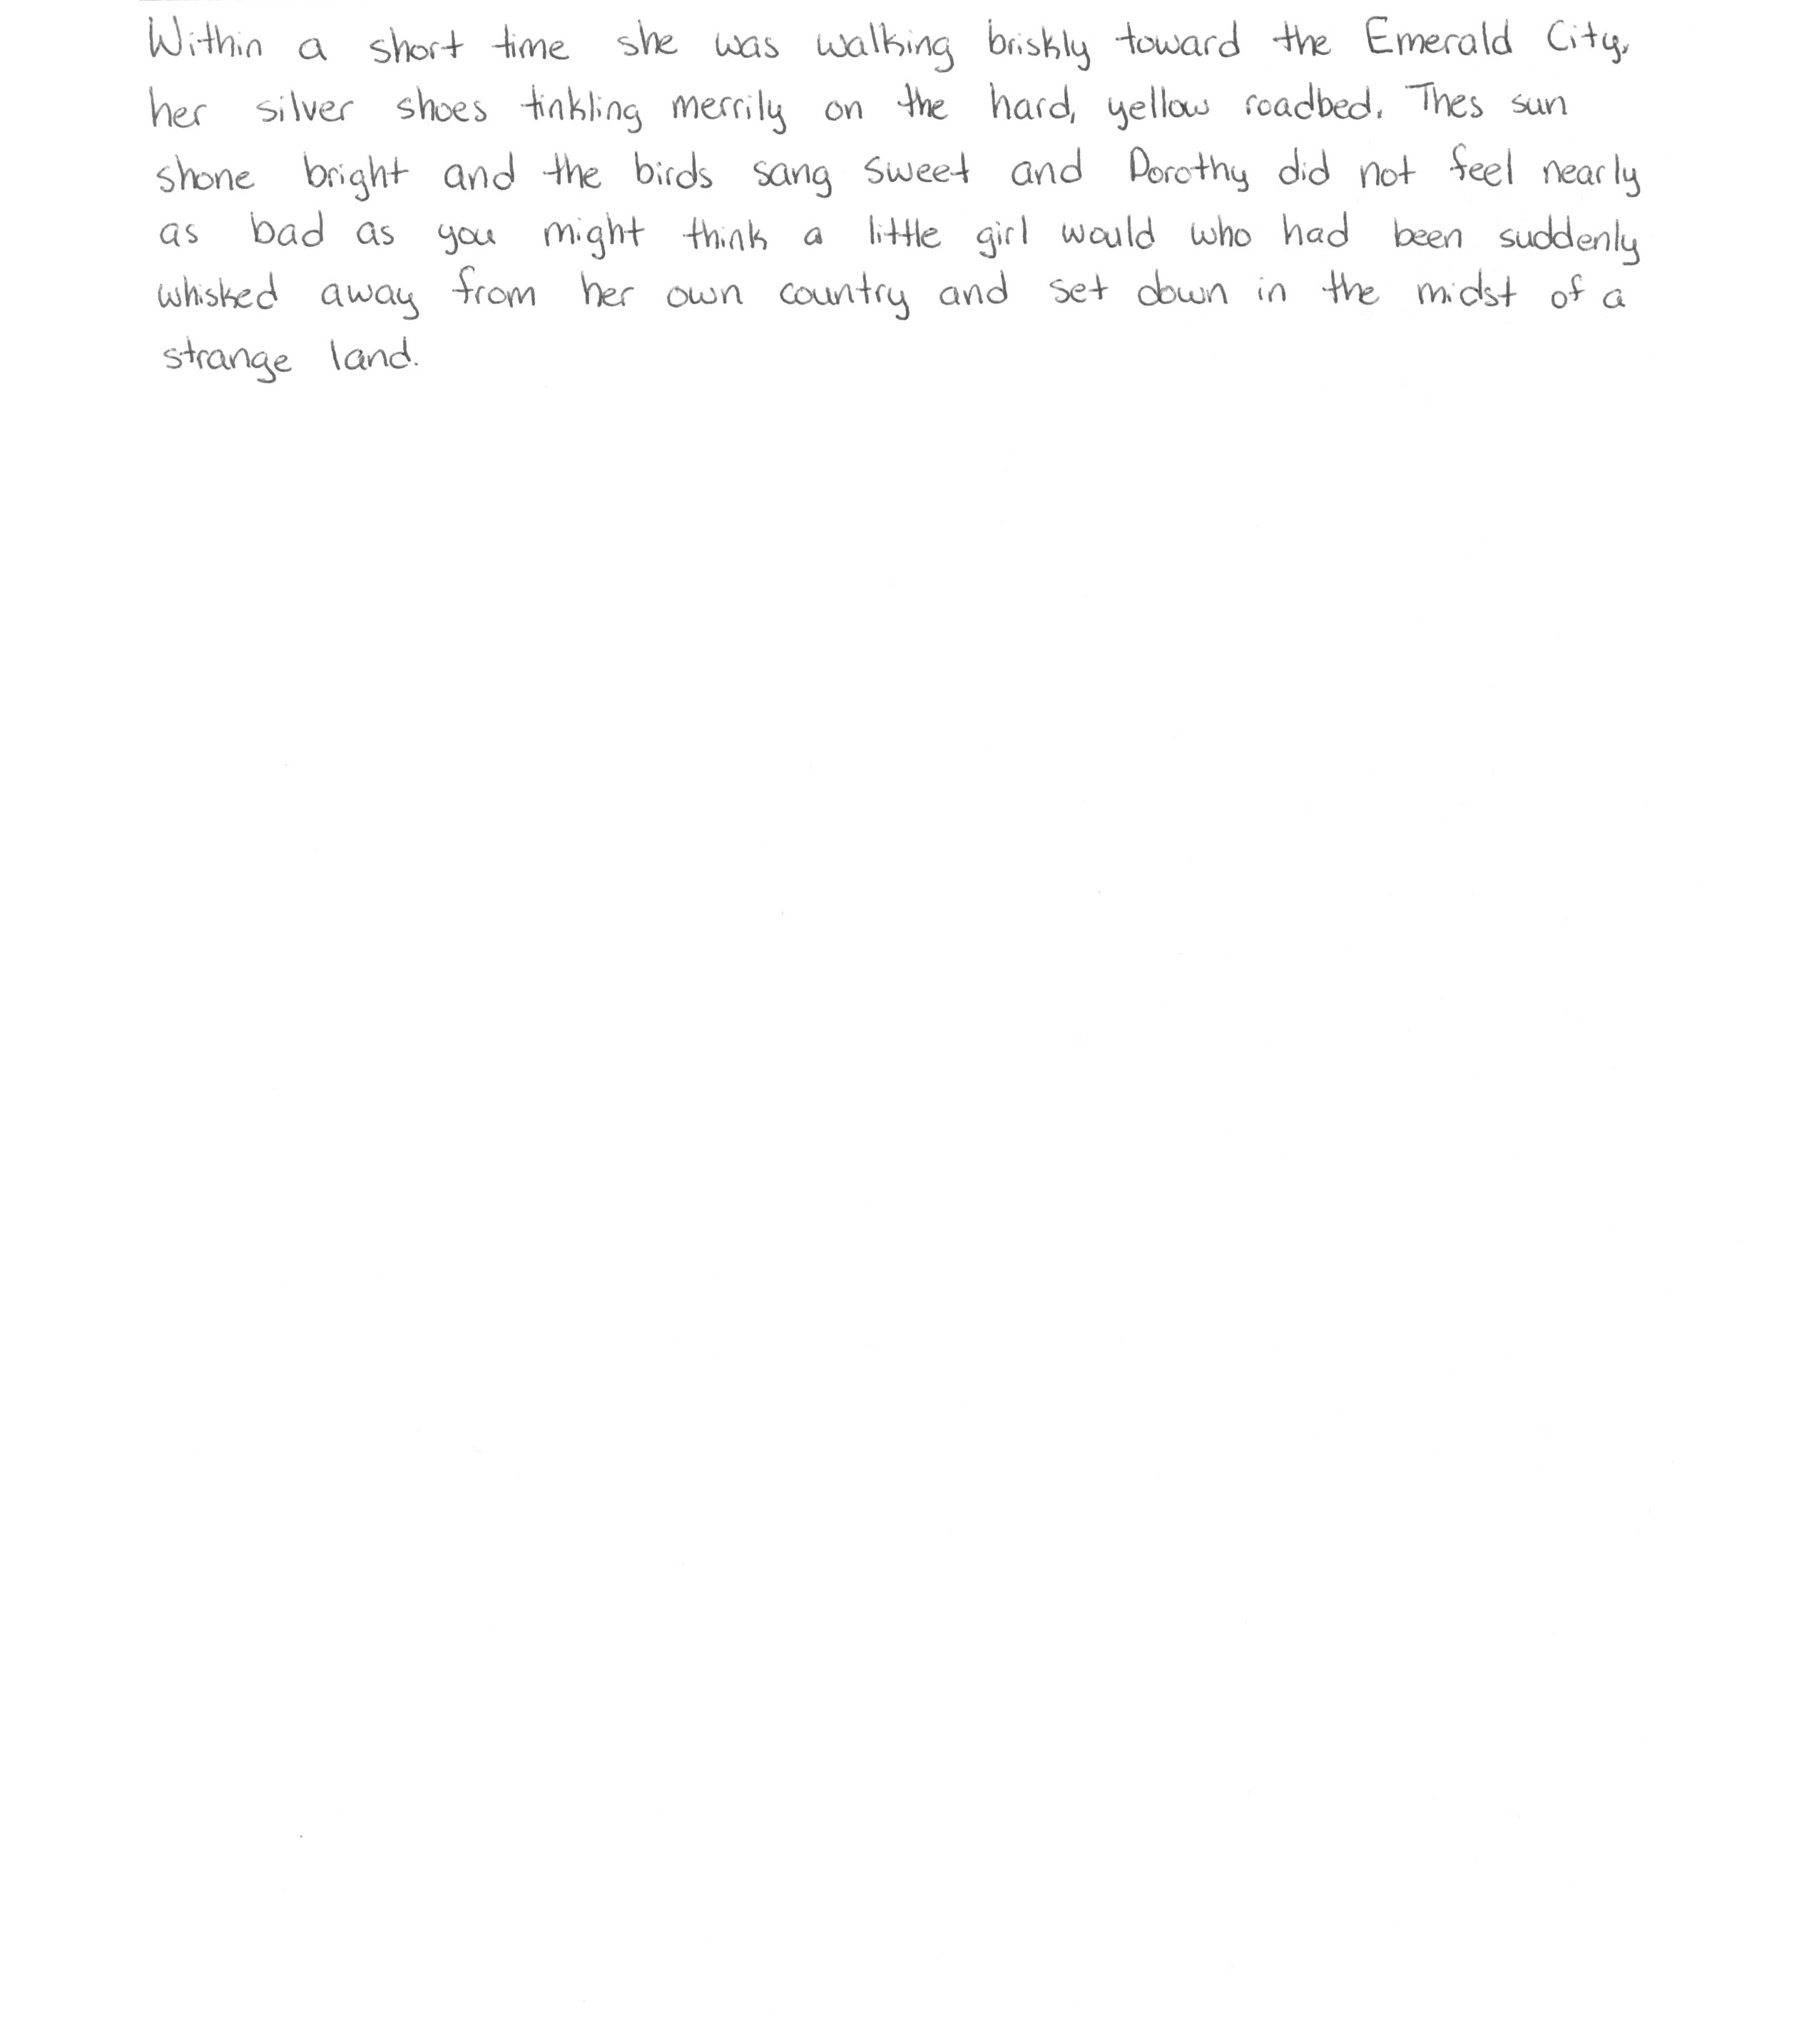 Within a short time she was walking briskly toward the Emerald City,
her silver shoes tinkling merrily on the hard, yellow roadbed. Thes sun
shone bright and the birds sang sweet and Dorothy did not feel nearly
as bad as you might think a little girl would who had been suddenly
whisked away from her own country and set down in the midst of a
strange land.